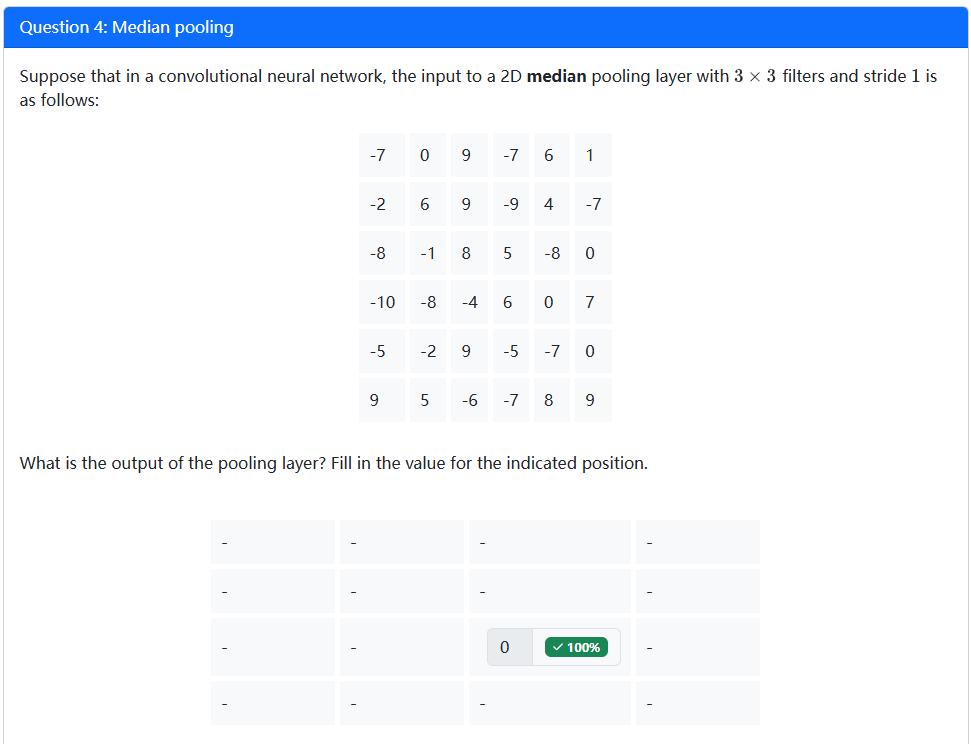 Question 4: Median pooling
Suppose that in a convolutional neural network, the input to a 2D median pooling layer with 3 × 3 filters and stride 1 is
as follows:
-7 0 9 -7 6 1
-2 6 9 -9 4 -7
-8 -1 8 5 -8 0
-10 -8 -4 6 0 7
-5 -2 9 -5 -7 0
9 5 -6 -7 8 9
What is the output of the pooling layer? Fill in the value for the indicated position.
- - - -
- - - -
- - 0 ✓ 100% -
- - - -